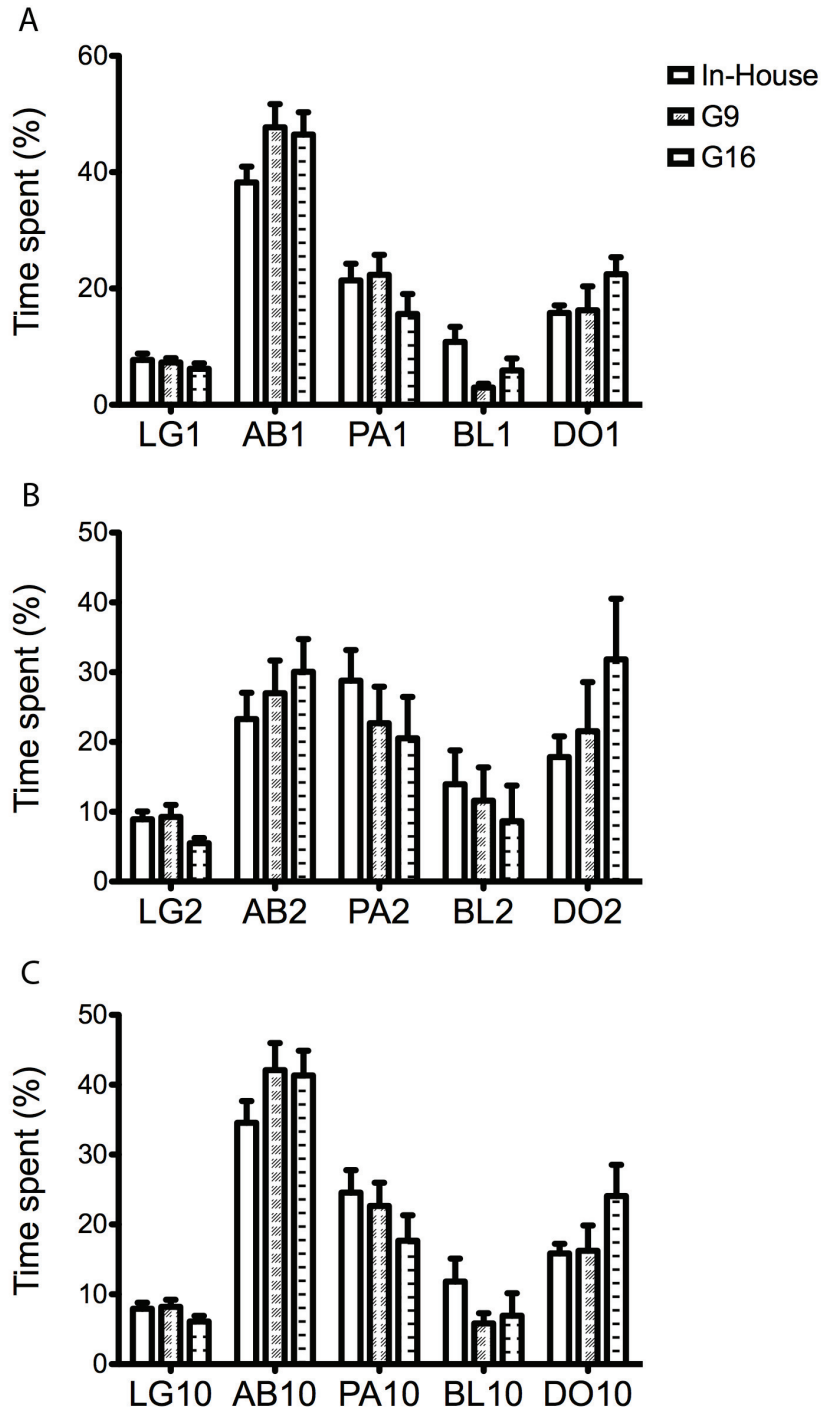 A
Time spent (%)
60
40
20
0
LG1 AB1 PA1 BL1 DO1
In-House
G9
G16
B
Time spent (%)
50
40
30
20
10
0
LG2 AB2 PA2 BL2 DO2
C
Time spent (%)
50
40
30
20
10
0
LG10 AB10 PA10 BL10 DO10